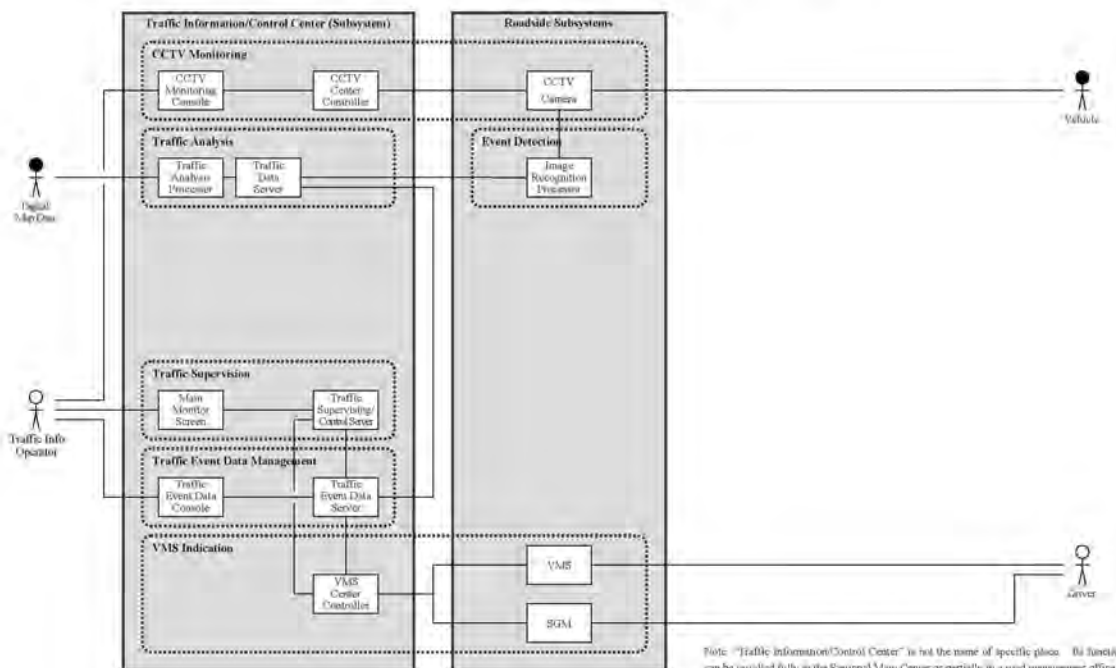 Traffic Information/Control Center (Subsystem)
Roadside Subsystems
CCTV Monitoring
CCTV
Monitoring
Console
CCTV
Center
Controller
CCTV
Camera
Vehicle
Traffic Analysis
Event Detection
Traffic
Analysis
Processor
Traffic
Data
Server
Image
Recognition
Processor
Digital
Map Data
Traffic Supervision
Main
Monitor
Screen
Traffic
Supervising/
Control Server
Traffic Info
Operator
Traffic Event Data Management
Traffic
Event Data
Console
Traffic
Event Data
Server
VMS Indication
VMS
VMS
Center
Controller
Driver
SGM
Note: "Traffic Information/Control Center" is not the name of specific place. Its